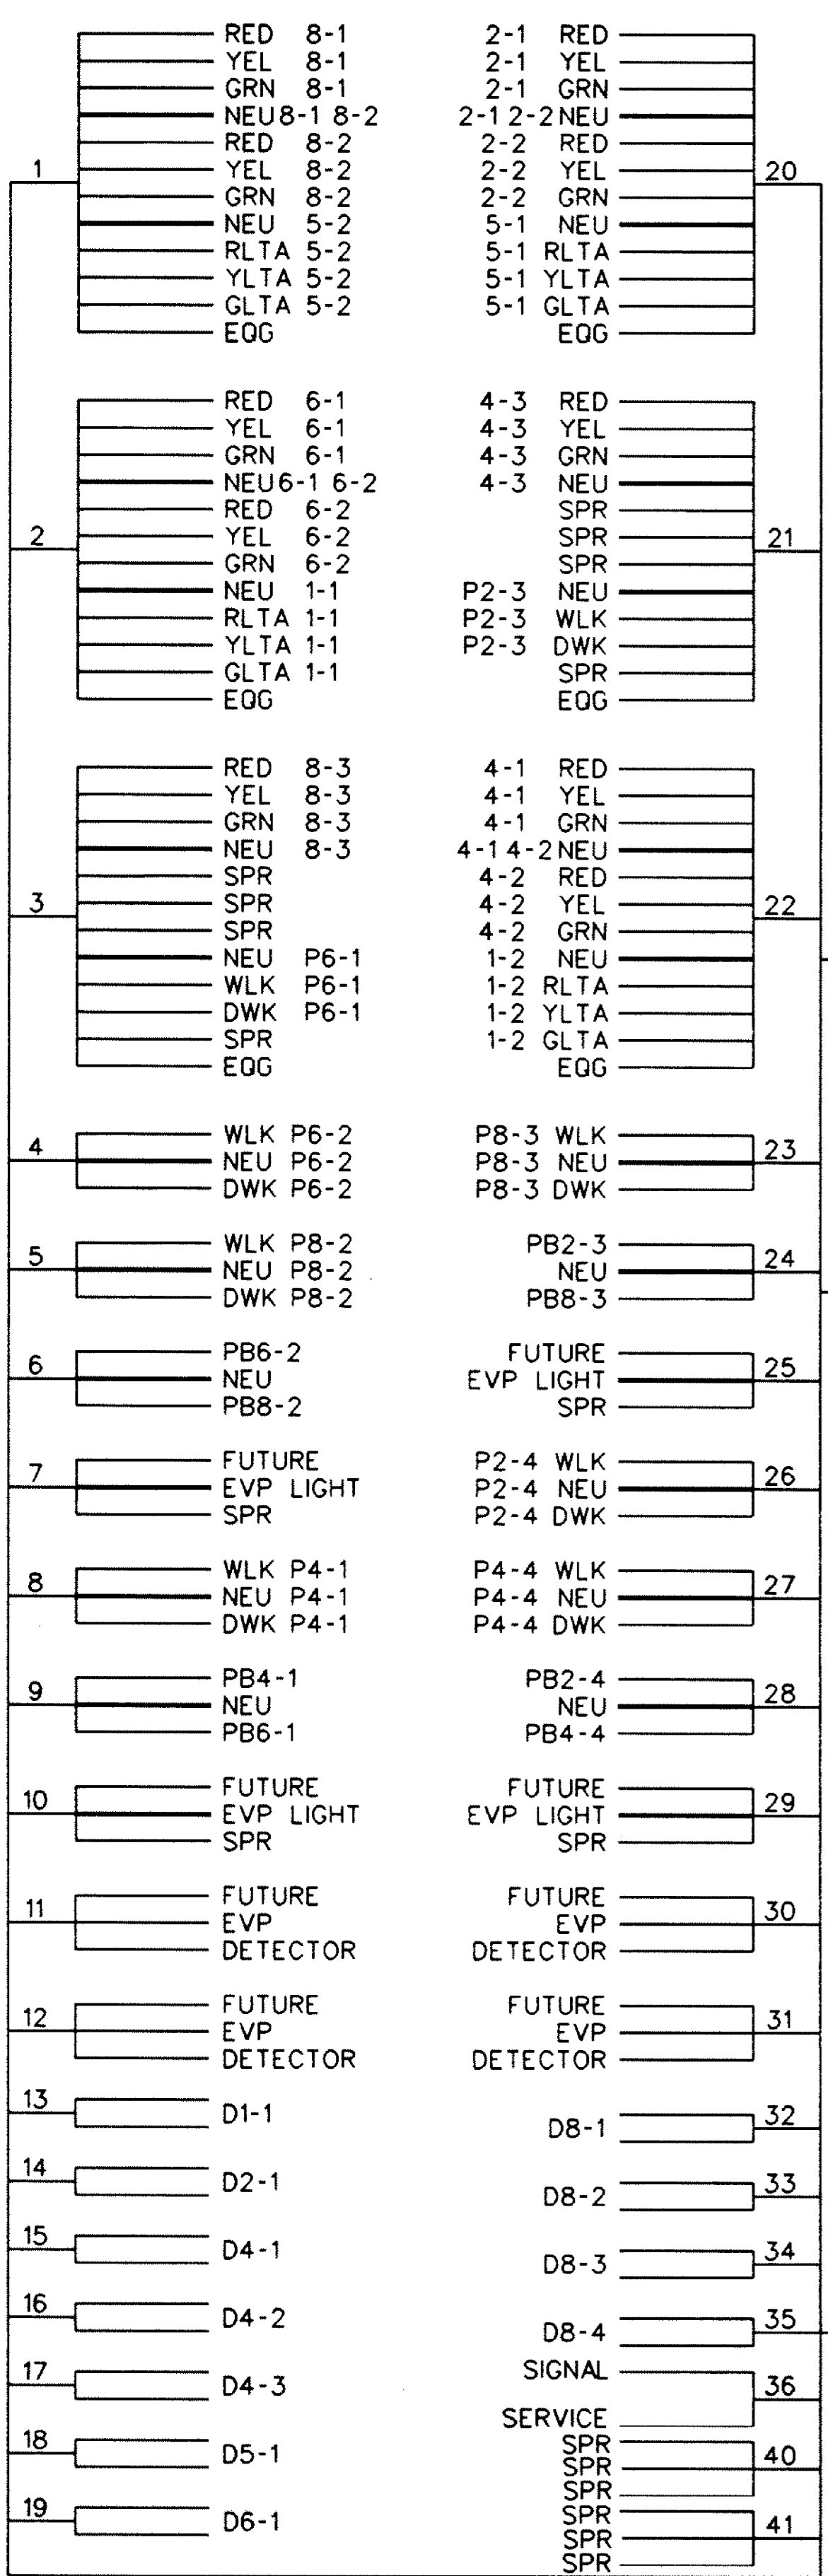 RED 8-1
YEL 8-1
GRN 8-1
NEU 8-1 8-2
RED 8-2
1
YEL 8-2
GRN 8-2
NEU 5-2
RLTA 5-2
YLTA 5-2
GLTA 5-2
EQG
RED 6-1
YEL 6-1
GRN 6-1
NEU 6-1 6-2
RED 6-2
2
YEL 6-2
GRN 6-2
NEU 1-1
RLTA 1-1
YLTA 1-1
GLTA 1-1
EQG
RED 8-3
YEL 8-3
GRN 8-3
NEU 8-3
SPR
3
SPR
SPR
NEU P6-1
WLK P6-1
DWK P6-1
SPR
EQG
4
WLK P6-2
NEU P6-2
DWK P6-2
5
WLK P8-2
NEU P8-2
DWK P8-2
6
PB6-2
NEU
PB8-2
7
FUTURE
EVP LIGHT
SPR
8
WLK P4-1
NEU P4-1
DWK P4-1
9
PB4-1
NEU
PB6-1
10
FUTURE
EVP LIGHT
SPR
11
FUTURE
EVP
DETECTOR
12
FUTURE
EVP
DETECTOR
13
D1-1
14
D2-1
15
D4-1
16
D4-2
17
D4-3
18
D5-1
19
D6-1
2-1 RED
2-1 YEL
2-1 GRN
2-1 2-2 NEU
2-2 RED
2-2 YEL
20
2-2 GRN
5-1 NEU
5-1 RLTA
5-1 YLTA
5-1 GLTA
EQG
4-3 RED
4-3 YEL
4-3 GRN
4-3 NEU
SPR
SPR
21
SPR
P2-3 NEU
P2-3 WLK
P2-3 DWK
SPR
EQG
4-1 RED
4-1 YEL
4-1 GRN
4-1 4-2 NEU
4-2 RED
4-2 YEL
22
4-2 GRN
1-2 NEU
1-2 RLTA
1-2 YLTA
1-2 GLTA
EQG
P8-3 WLK
P8-3 NEU
P8-3 DWK
23
PB2-3
NEU
PB8-3
24
FUTURE
EVP LIGHT
SPR
25
P2-4 WLK
P2-4 NEU
P2-4 DWK
26
P4-4 WLK
P4-4 NEU
P4-4 DWK
27
PB2-4
NEU
PB4-4
28
FUTURE
EVP LIGHT
SPR
29
FUTURE
EVP
DETECTOR
30
FUTURE
EVP
DETECTOR
31
D8-1
32
D8-2
33
D8-3
34
D8-4
35
SIGNAL
SERVICE
36
SPR
SPR
SPR
40
SPR
SPR
SPR
41